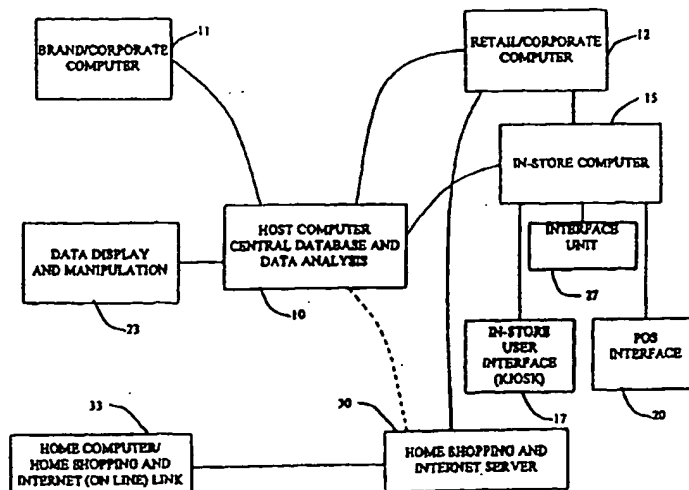 BRAND/CORPORATE
COMPUTER
11
RETAIL/CORPORATE
COMPUTER
12
15
IN-STORE COMPUTER
HOST COMPUTER
CENTRAL DATABASE AND
DATA ANALYSIS
10
DATA DISPLAY
AND MANIPULATION
23
INTERFACE
UNIT
27
IN-STORE
USER
INTERFACE
(KIOSK)
17
POS
INTERFACE
20
33
HOME COMPUTER/
HOME SHOPPING AND
INTERNET (ON LINE) LINK
30
HOME SHOPPING AND
INTERNET SERVER